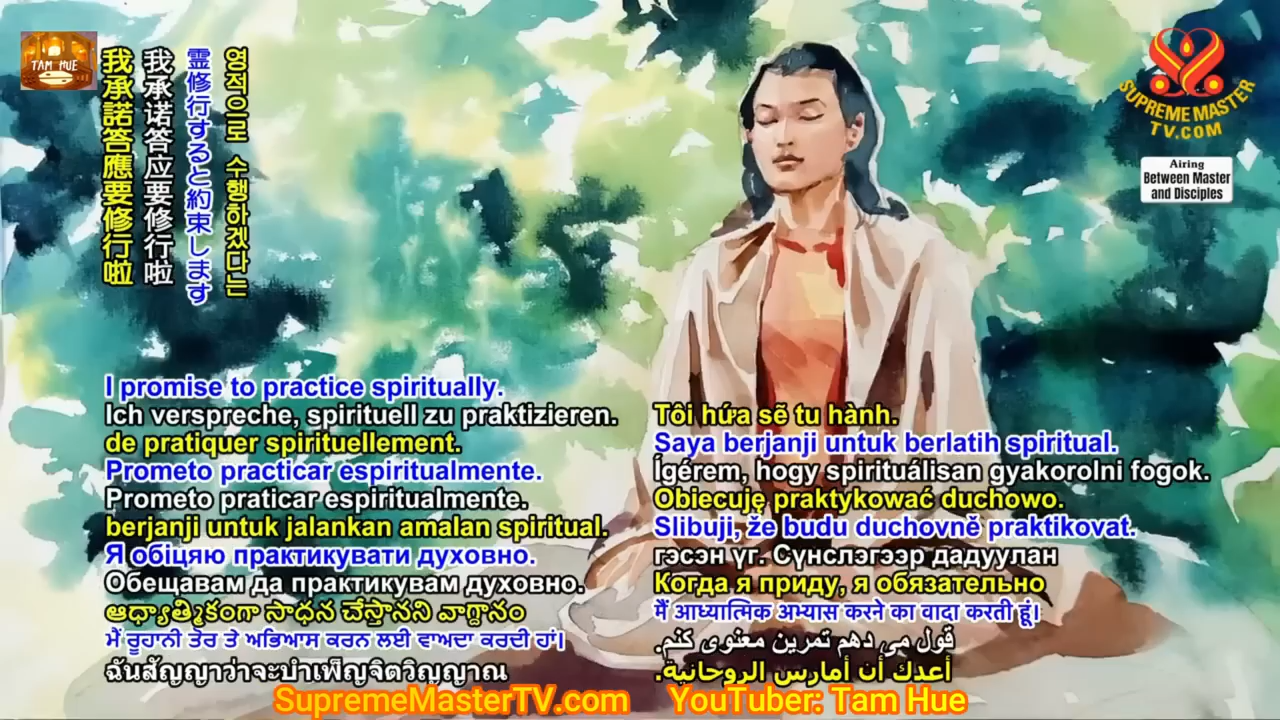 TAM HUE
我承諾答應要修行啦
我承诺答应要修行啦
霊修行すると約束します
영적으로 수행하겠다는
SUPREME MASTER
TV.COM
Airing
Between Master
and Disciples
I promise to practice spiritually.
Ich verspreche, spirituell zu praktizieren.
de pratiquer spirituellement.
Prometo practicar espiritualmente.
Prometo praticar espiritualmente.
berjanji untuk jalankan amalan spiritual.
Я обіцяю практикувати духовно.
Обещавам да практикувам духовно.
ఆధ్యాత్మికంగా సాధన చేస్తానని వాగ్దానం
ਮੈਂ ਰੂਹਾਨੀ ਤੌਰ ਤੇ ਅਭਿਆਸ ਕਰਨ ਲਈ ਵਾਅਦਾ ਕਰਦੀ ਹਾਂ।
ฉันสัญญาว่าจะบำเพ็ญจิตวิญญาณ
Tôi hứa sẽ tu hành.
Saya berjanji untuk berlatih spiritual.
Ígérem, hogy spirituálisan gyakorolni fogok.
Obiecuję praktykować duchowo.
Slibuji, že budu duchovně praktikovat.
гэсэн үг. Сүнслэгээр дадуулан
Когда я приду, я обязательно
मैं आध्यात्मिक अभ्यास करने का वादा करती हूं।
قول می دهم تمرین معنوی کنم.
أعدك أن أمارس الروحانية.
SupremeMasterTV.com
YouTuber: Tam Hue